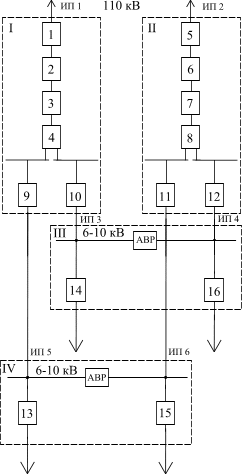 ИП 1 110 кВ ИП 2
I II
1 5
2 6
3 7
4 8
9 10 11 12
ИП 3 ИП 4
III 6-10 кВ
АВР
14 16
ИП 5 ИП 6
IV 6-10 кВ
АВР
13 15